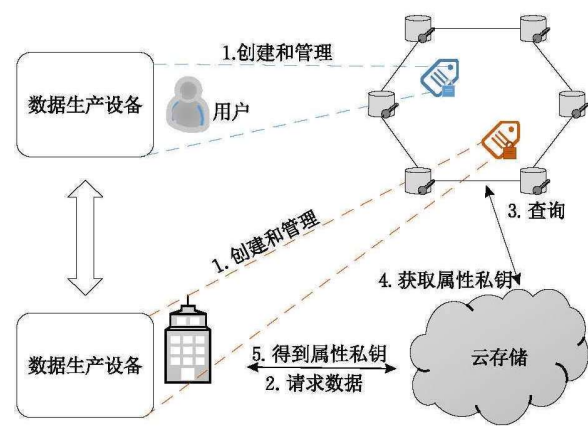 1.创建和管理
数据生产设备
用户
1.创建和管理
3.查询
4.获取属性私钥
数据生产设备
5.得到属性私钥
2.请求数据
云存储